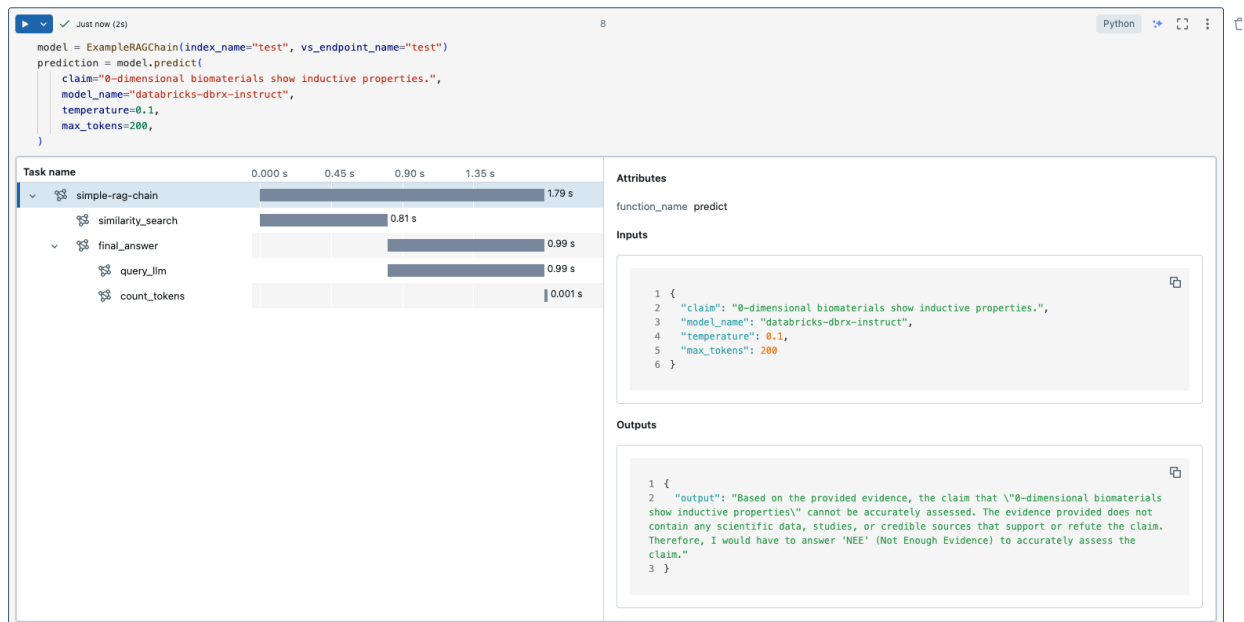 Just now (2s)
8
Python
model = ExampleRAGChain(index_name="test", vs_endpoint_name="test")
prediction = model.predict(
claim="0-dimensional biomaterials show inductive properties.",
model_name="databricks-dbrx-instruct",
temperature=0.1,
max_tokens=200,
)
Task name
0.000 s 0.45 s 0.90 s 1.35 s
simple-rag-chain 1.79 s
similarity_search 0.81 s
final_answer 0.99 s
query_llm 0.99 s
count_tokens 0.001 s
Attributes
function_name predict
Inputs
1 {
2 "claim": "0-dimensional biomaterials show inductive properties.",
3 "model_name": "databricks-dbrx-instruct",
4 "temperature": 0.1,
5 "max_tokens": 200
6 }
Outputs
1 {
2 "output": "Based on the provided evidence, the claim that \"0-dimensional biomaterials
show inductive properties\" cannot be accurately assessed. The evidence provided does not
contain any scientific data, studies, or credible sources that support or refute the claim.
Therefore, I would have to answer 'NEE' (Not Enough Evidence) to accurately assess the
claim."
3 }